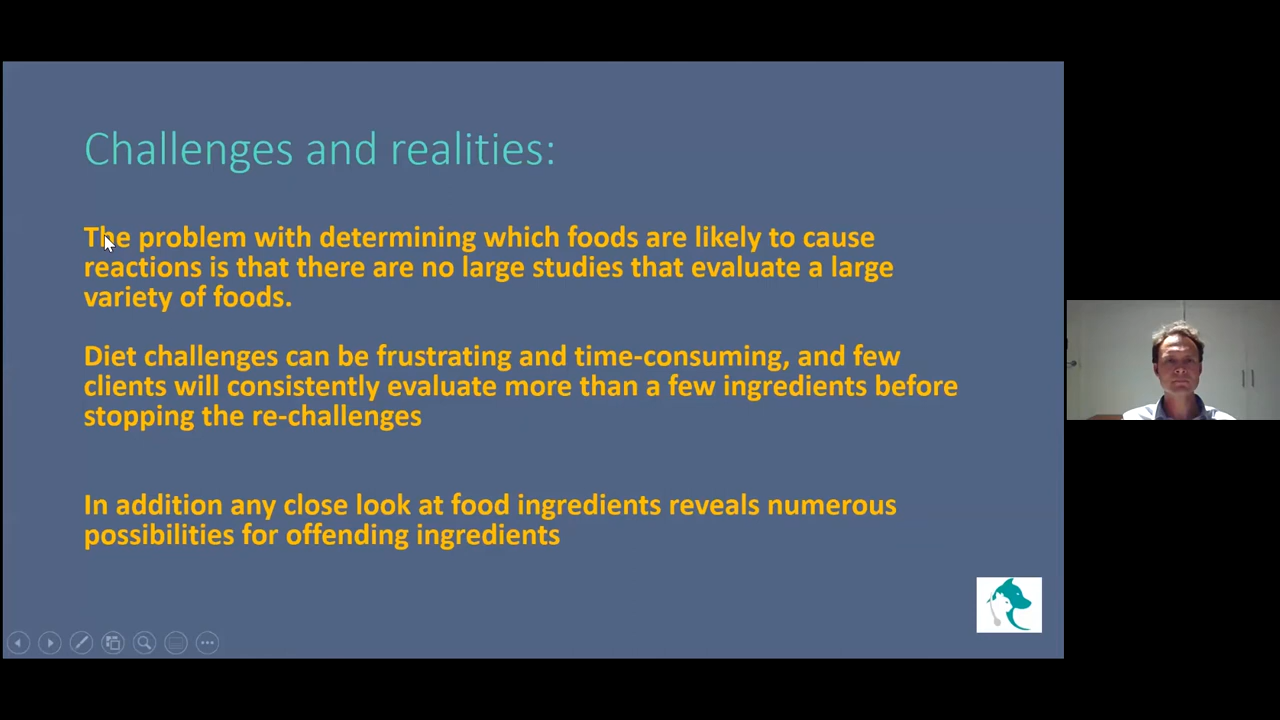 Challenges and realities:
The problem with determining which foods are likely to cause
reactions is that there are no large studies that evaluate a large
variety of foods.
Diet challenges can be frustrating and time-consuming, and few
clients will consistently evaluate more than a few ingredients before
stopping the re-challenges
In addition any close look at food ingredients reveals numerous
possibilities for offending ingredients